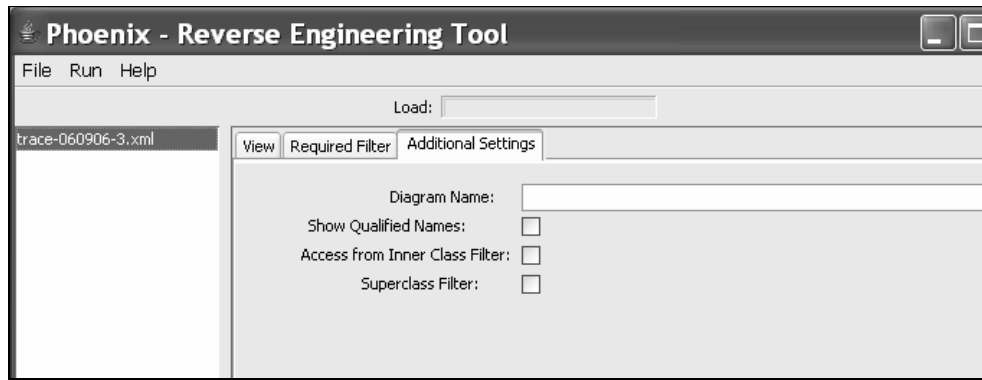 Phoenix - Reverse Engineering Tool
File Run Help
Load:
trace-060906-3.xml
View Required Filter Additional Settings
Diagram Name:
Show Qualified Names:
Access from Inner Class Filter:
Superclass Filter: